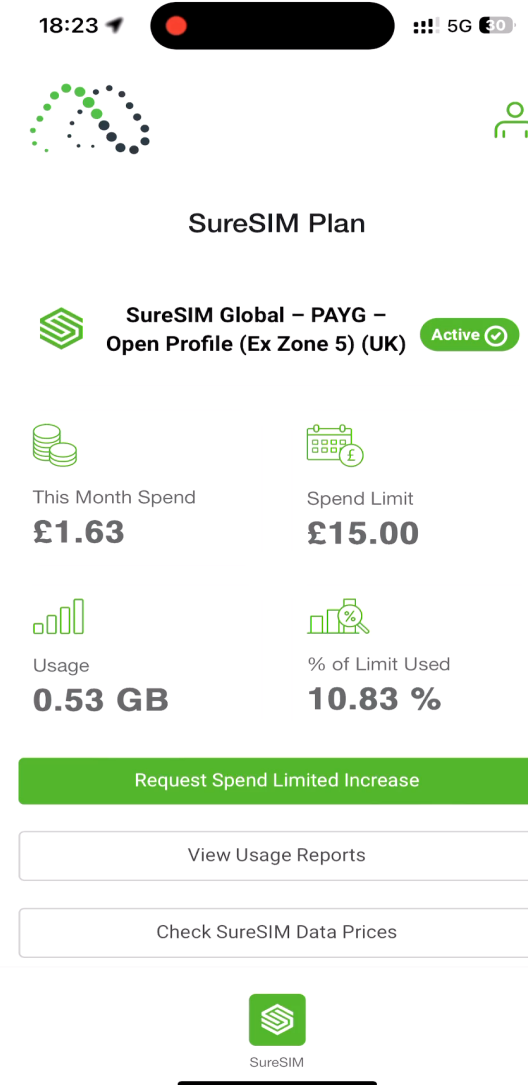 18:23
5G 30
SureSIM Plan
SureSIM Global – PAYG –
Open Profile (Ex Zone 5) (UK)
Active
This Month Spend
£1.63
Spend Limit
£15.00
Usage
0.53 GB
% of Limit Used
10.83 %
Request Spend Limited Increase
View Usage Reports
Check SureSIM Data Prices
SureSIM